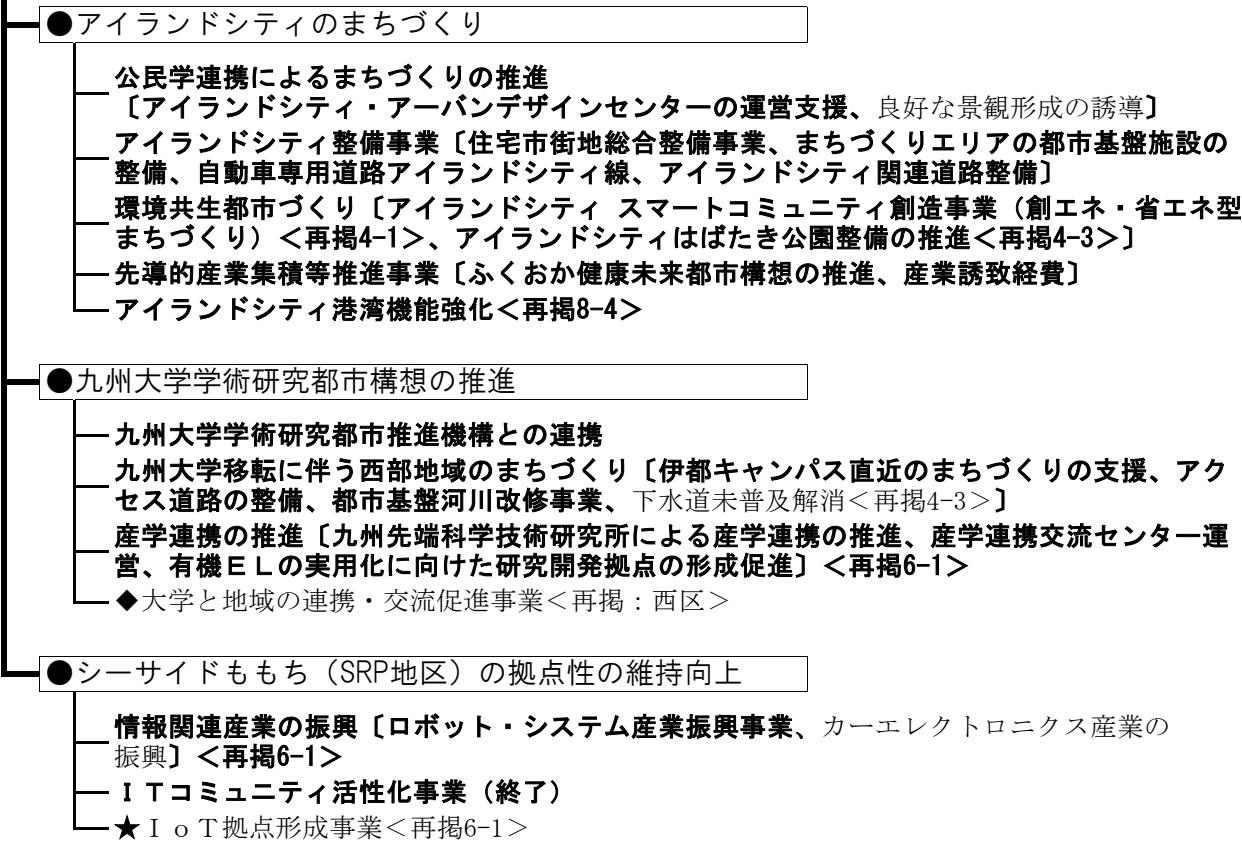 ●アイランドシティのまちづくり
公民学連携によるまちづくりの推進
〔アイランドシティ・アーバンデザインセンターの運営支援、良好な景観形成の誘導〕
アイランドシティ整備事業〔住宅市街地総合整備事業、まちづくりエリアの都市基盤施設の
整備、自動車専用道路アイランドシティ線、アイランドシティ関連道路整備〕
環境共生都市づくり〔アイランドシティ スマートコミュニティ創造事業（創エネ・省エネ型
まちづくり）＜再掲4-1＞、アイランドシティはばたき公園整備の推進＜再掲4-3＞〕
先導的産業集積等推進事業〔ふくおか健康未来都市構想の推進、産業誘致経費〕
アイランドシティ港湾機能強化＜再掲8-4＞
●九州大学学術研究都市構想の推進
九州大学学術研究都市推進機構との連携
九州大学移転に伴う西部地域のまちづくり〔伊都キャンパス直近のまちづくりの支援、アク
セス道路の整備、都市基盤河川改修事業、下水道未普及解消＜再掲4-3＞〕
産学連携の推進〔九州先端科学技術研究所による産学連携の推進、産学連携交流センター運
営、有機ＥＬの実用化に向けた研究開発拠点の形成促進〕＜再掲6-1＞
◆大学と地域の連携・交流促進事業＜再掲：西区＞
●シーサイドももち（SRP地区）の拠点性の維持向上
情報関連産業の振興〔ロボット・システム産業振興事業、カーエレクトロニクス産業の
振興〕＜再掲6-1＞
ＩＴコミュニティ活性化事業（終了）
★ＩｏＴ拠点形成事業＜再掲6-1＞